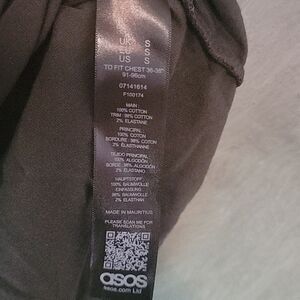 UK S
EU S
US S
TO FIT CHEST 36-38"
91-96cm
07141614
F100174
MAIN :
100% COTTON
TRIM : 98% COTTON
2% ELASTANE
PRINCIPAL :
100% COTON
BORDURE : 98% COTON
2% ÉLASTHANNE
TEJIDO PRINCIPAL :
100% ALGODÓN
BORDE : 98% ALGODÓN
2% ELASTANO
HAUPTSTOFF :
100% BAUMWOLLE
EINFASSUNG :
98% BAUMWOLLE
2% ELASTHAN
MADE IN MAURITIUS
PLEASE SCAN ME FOR
TRANSLATIONS
asos
asos.com Ltd